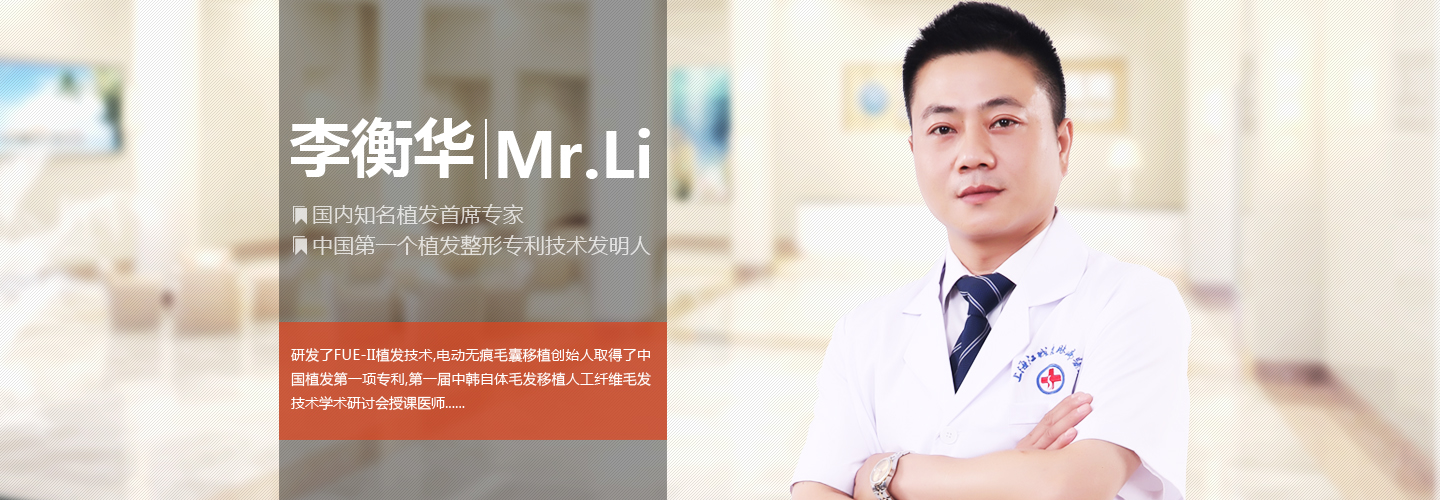 李衡华|Mr.Li
国内知名植发首席专家
中国第一个植发整形专利技术发明人
研发了FUE-II植发技术,电动无痕毛囊移植创始人取得了中
国植发第一项专利,第一届中韩自体毛发移植人工纤维毛发
技术学术研讨会授课医师......